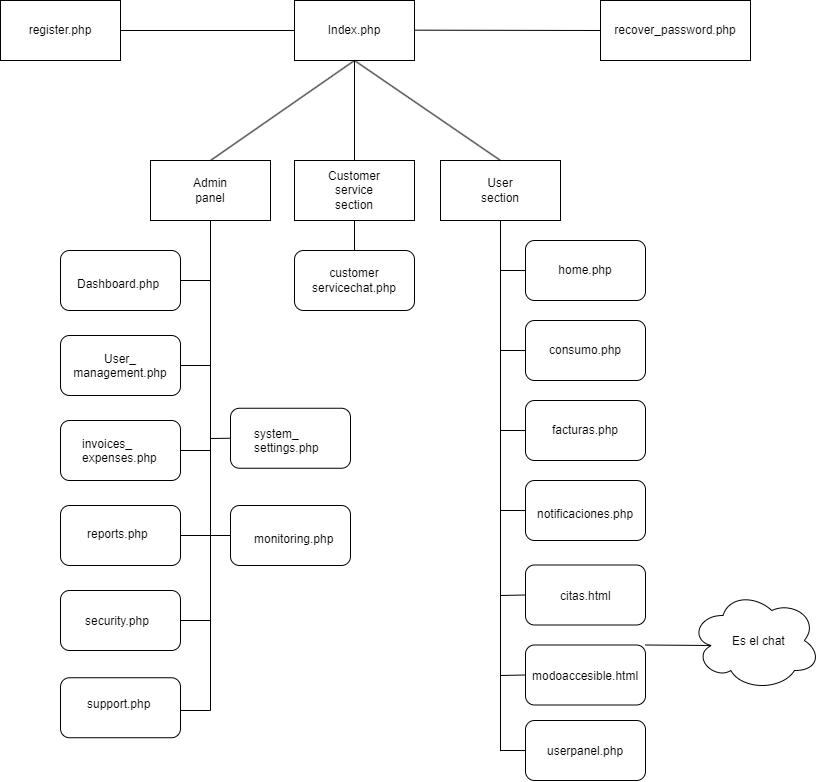 register.php
Index.php
recover_password.php
Admin
panel
Customer
service
section
User
section
Dashboard.php
User_
management.php
invoices_
expenses.php
reports.php
security.php
support.php
system_
settings.php
monitoring.php
customer
servicechat.php
home.php
consumo.php
facturas.php
notificaciones.php
citas.html
modoaccesible.html
userpanel.php
Es el chat